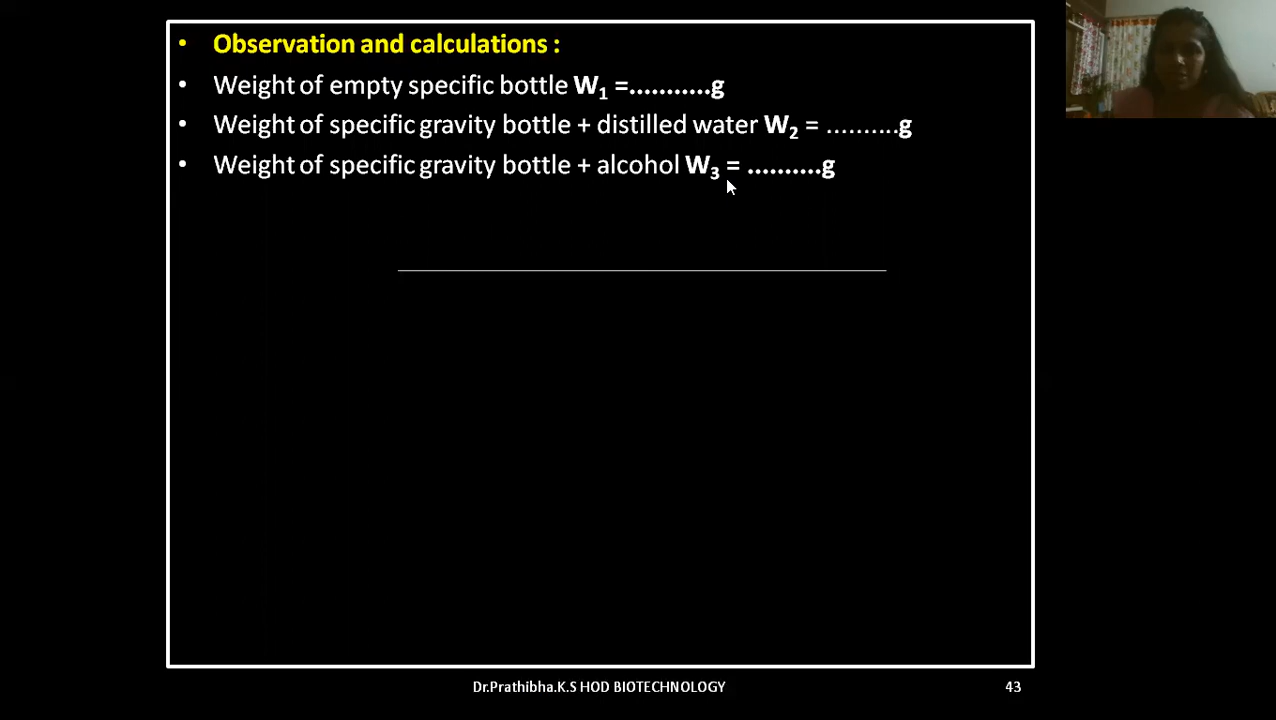 • Observation and calculations :
• Weight of empty specific bottle W₁ =...........g
• Weight of specific gravity bottle + distilled water W₂ = ..........g
• Weight of specific gravity bottle + alcohol W₃ = ..........g
Dr.Prathibha.K.S HOD BIOTECHNOLOGY
43